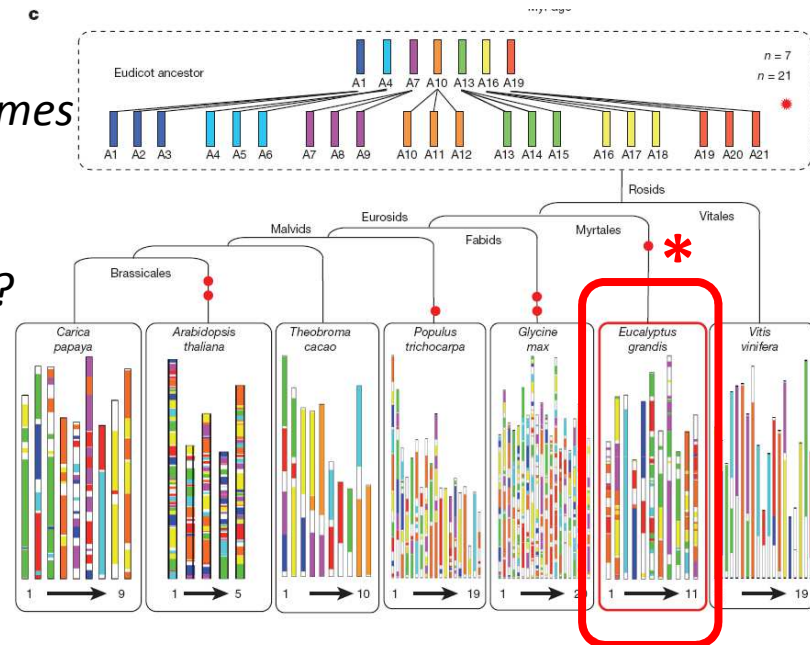 c
Eudicot ancestor
n = 7
n = 21
A1 A4 A7 A10 A13 A16 A19
A1 A2 A3 A4 A5 A6 A7 A8 A9 A10 A11 A12 A13 A14 A15 A16 A17 A18 A19 A20 A21
mes
Rosids
Eurosids
Vitales
Malvids
Myrtales
Fabids
*
Brassicales
?
Carica papaya
Arabidopsis thaliana
Theobroma cacao
Populus trichocarpa
Glycine max
Eucalyptus grandis
Vitis vinifera
1 9
1 5
1 10
1 19
1 20
1 11
1 19